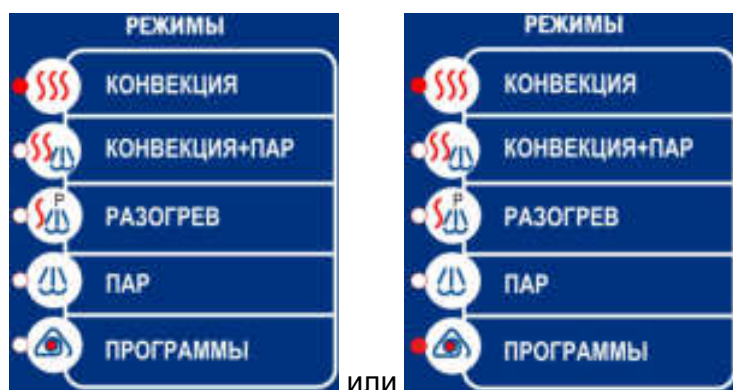 РЕЖИМЫ
КОНВЕКЦИЯ
КОНВЕКЦИЯ+ПАР
P
РАЗОГРЕВ
ПАР
ПРОГРАММЫ
или
РЕЖИМЫ
КОНВЕКЦИЯ
КОНВЕКЦИЯ+ПАР
P
РАЗОГРЕВ
ПАР
ПРОГРАММЫ